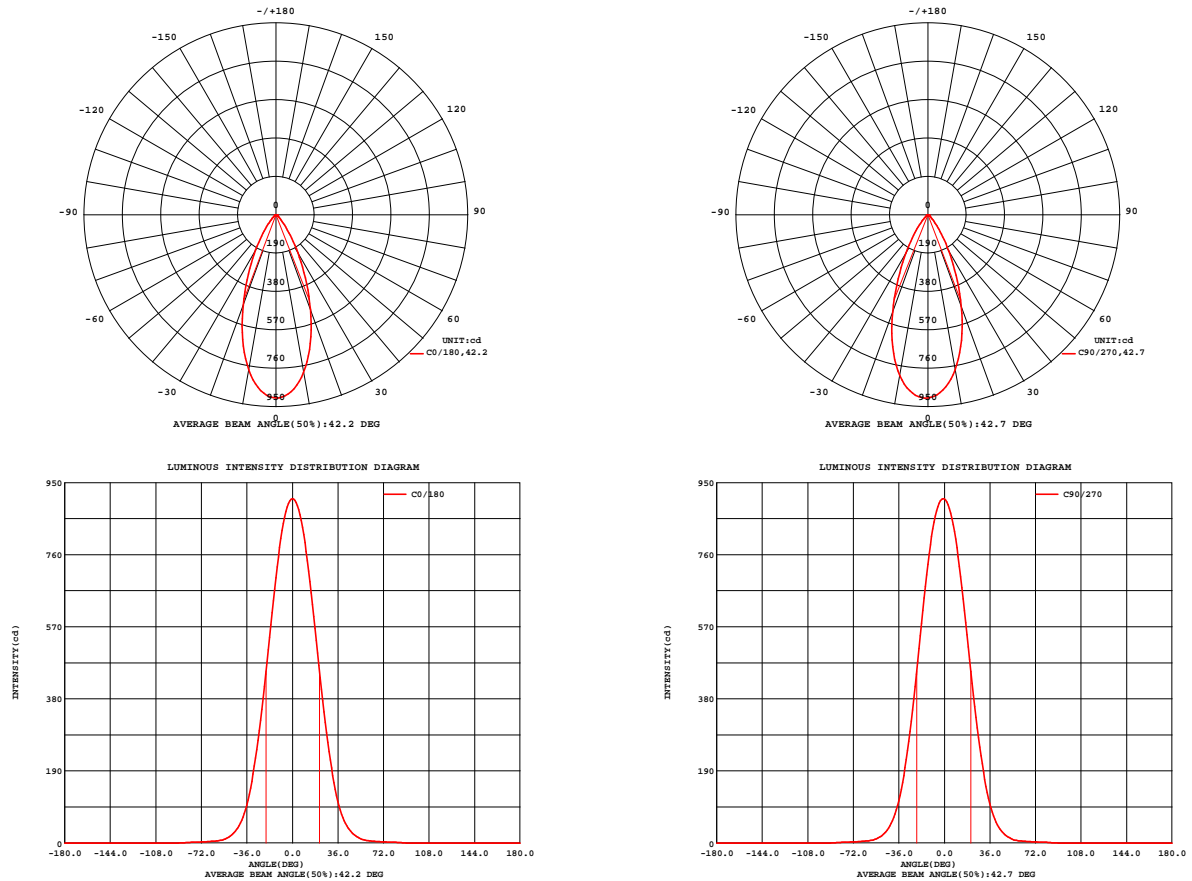 -/+180
-150
150
-120
120
-90
90
-60
60
-30
30
0
190
380
570
760
950
0
UNIT:cd
C0/180,42.2
AVERAGE BEAM ANGLE(50%):42.2 DEG
-/+180
-150
150
-120
120
-90
90
-60
60
-30
30
0
190
380
570
760
950
0
UNIT:cd
C90/270,42.7
AVERAGE BEAM ANGLE(50%):42.7 DEG
LUMINOUS INTENSITY DISTRIBUTION DIAGRAM
C0/180
950
760
570
380
190
0
INTENSITY(cd)
-180.0 -144.0 -108.0 -72.0 -36.0 0.0 36.0 72.0 108.0 144.0 180.0
ANGLE(DEG)
AVERAGE BEAM ANGLE(50%):42.2 DEG
LUMINOUS INTENSITY DISTRIBUTION DIAGRAM
C90/270
950
760
570
380
190
0
INTENSITY(cd)
-180.0 -144.0 -108.0 -72.0 -36.0 0.0 36.0 72.0 108.0 144.0 180.0
ANGLE(DEG)
AVERAGE BEAM ANGLE(50%):42.7 DEG